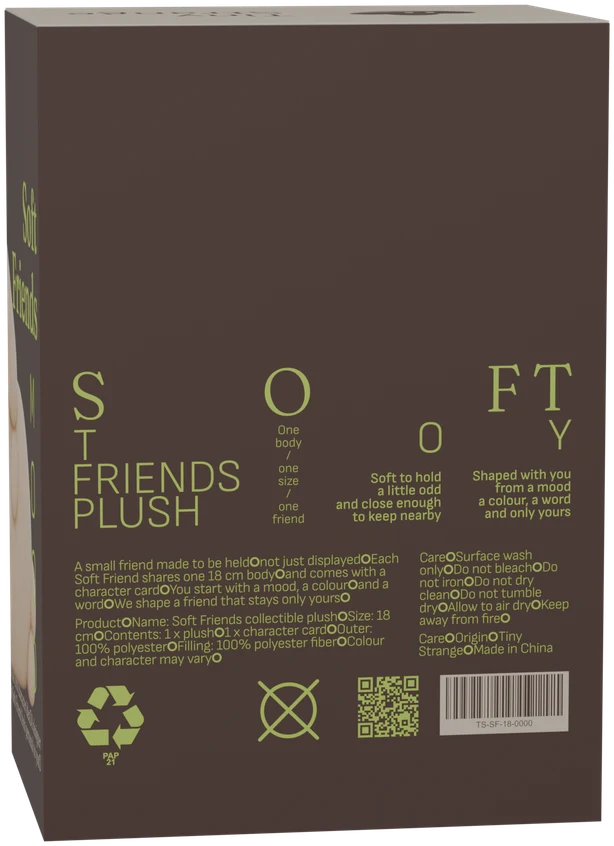 TINY
STRANGE
Soft
Friends
M
O
O
S O FT
T O Y
FRIENDS
PLUSH
One
body
/
one
size
/
one
friend
Soft to hold
a little odd
and close enough
to keep nearby
Shaped with you
from a mood
a colour, a word
and only yours
A small friend made to be heldOnot just displayedOEach
Soft Friend shares one 18 cm bodyOand comes with a
character cardOYou start with a mood, a colourOand a
wordOWe shape a friend that stays only yoursO
ProductOName: Soft Friends collectible plushOSize: 18
cmOContents: 1 x plushO1 x character cardOOuter:
100% polyesterOFilling: 100% polyester fiberOColour
and character may varyO
CareOSurface wash
onlyODo not bleachODo
not ironODo not dry
cleanODo not tumble
dryOAllow to air dryOKeep
away from fireO
CareOOriginOTiny
StrangeOMade in China
PAP
21
TS-SF-18-0000